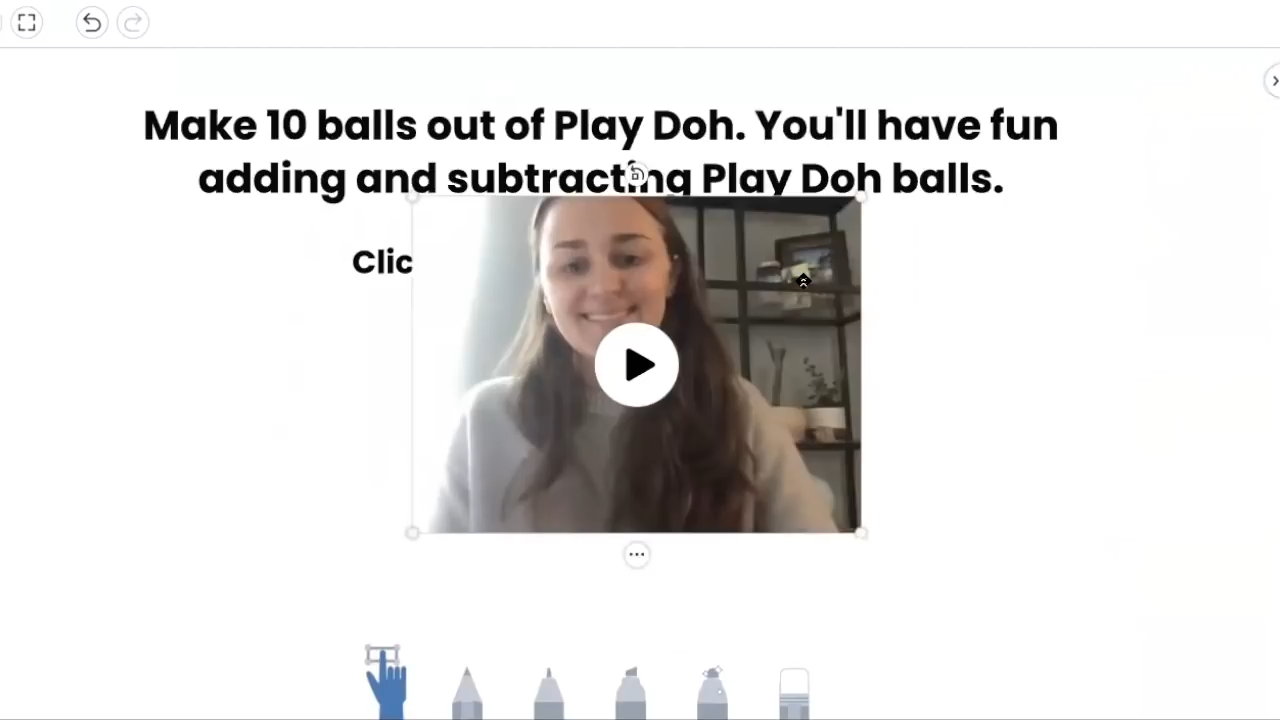 Make 10 balls out of Play Doh. You'll have fun
adding and subtracting Play Doh balls.
Clic